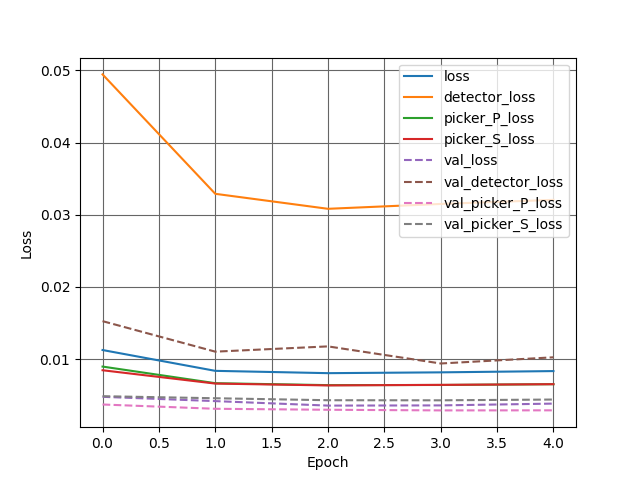 0.05
0.04
0.03
0.02
0.01
Loss
loss
detector_loss
picker_P_loss
picker_S_loss
val_loss
val_detector_loss
val_picker_P_loss
val_picker_S_loss
0.0 0.5 1.0 1.5 2.0 2.5 3.0 3.5 4.0
Epoch